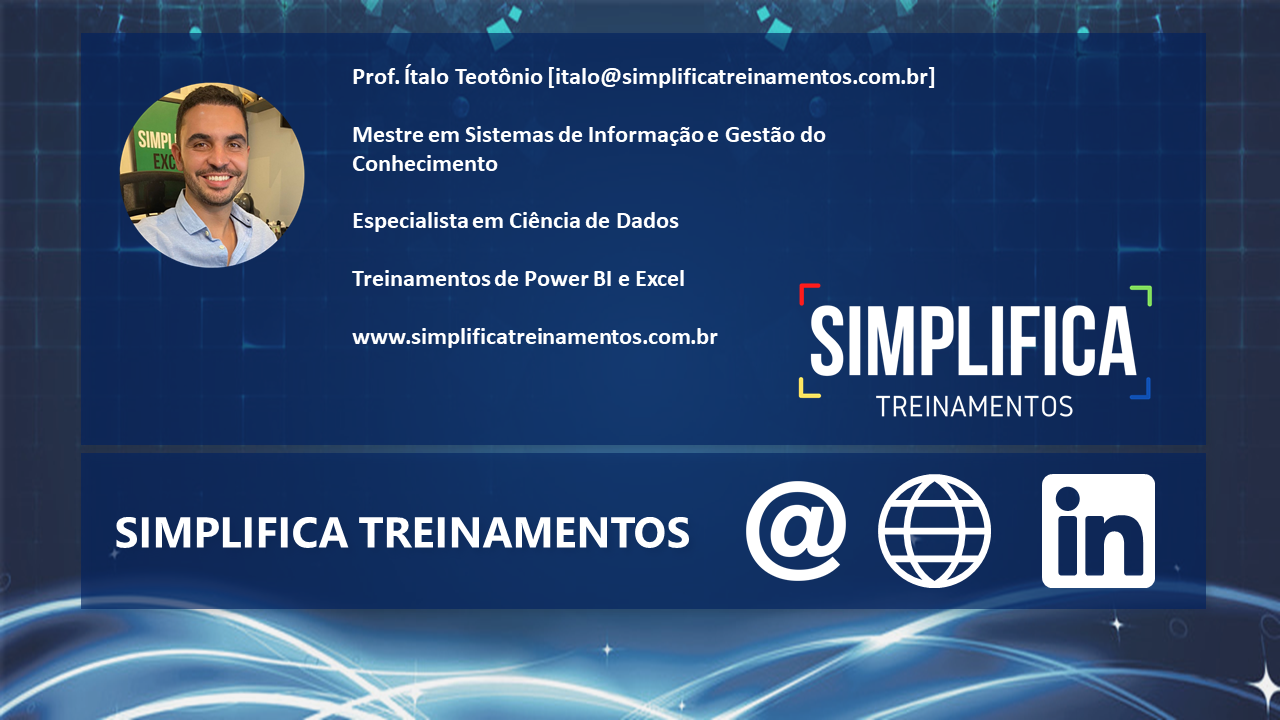 Prof. Ítalo Teotônio [italo@simplificatreinamentos.com.br]
Mestre em Sistemas de Informação e Gestão do
Conhecimento
Especialista em Ciência de Dados
Treinamentos de Power BI e Excel
www.simplificatreinamentos.com.br
SIMPLIFICA
TREINAMENTOS
SIMPLIFICA TREINAMENTOS
@
in